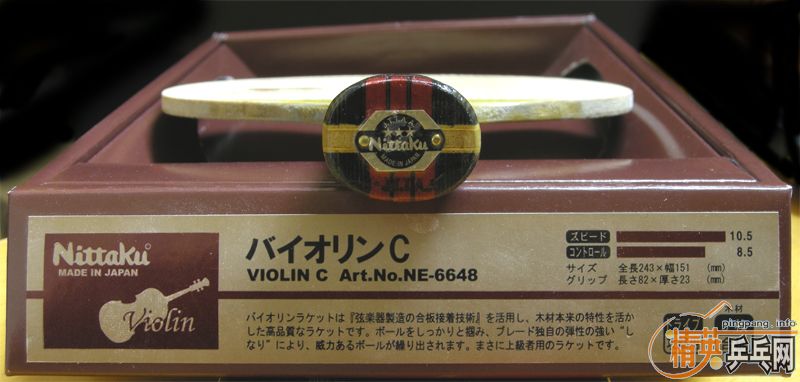 Nittaku
MADE IN JAPAN
Nittaku
MADE IN JAPAN
Violin
バイオリンC
VIOLIN C Art.No.NE-6648
スピード 10.5
コントロール 8.5
サイズ 全長243×幅151 (mm)
グリップ 長さ82×厚さ23 (mm)
バイオリンラケットは『弦楽器製造の合板接着技術』を活用し、木材本来の特性を活か
した高品質なラケットです。ボールをしっかりと掴み、ブレード独自の弾性の強い"し
なり"により、威力あるボールが繰り出されます。まさに上級者用のラケットです。
木材
ドライブ
pingpang.info
精英乒乓网